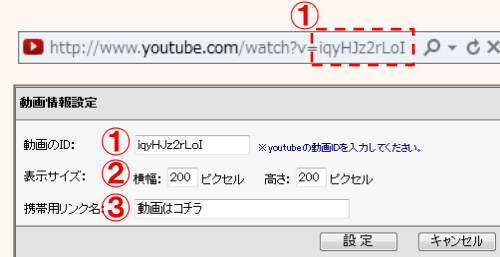 ①
http://www.youtube.com/watch?v=iqyHJz2rLoI
動画情報設定
動画のID: ① iqyHJz2rLoI ※youtubeの動画IDを入力してください。
表示サイズ: ② 横幅: 200 ピクセル 高さ: 200 ピクセル
携帯用リンク名: ③ 動画はコチラ
設定 キャンセル